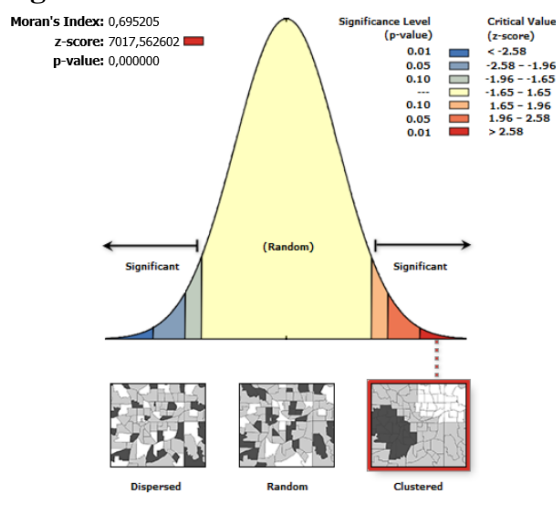 Moran's Index: 0,695205
z-score: 7017,562602
p-value: 0,000000
Significance Level
(p-value)
0.01
0.05
0.10
---
0.10
0.05
0.01
Critical Value
(z-score)
< -2.58
-2.58 – -1.96
-1.96 – -1.65
-1.65 – 1.65
1.65 – 1.96
1.96 – 2.58
> 2.58
(Random)
Significant
Significant
Dispersed
Random
Clustered